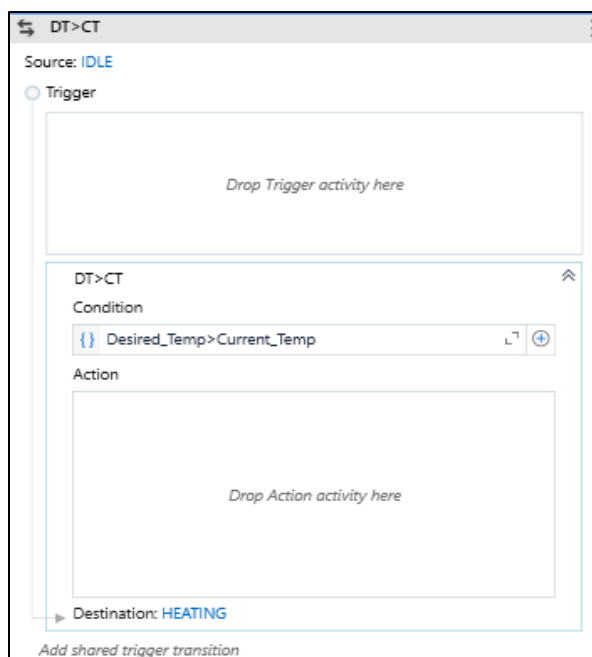 DT>CT
Source: IDLE
Trigger
Drop Trigger activity here
DT>CT
Condition
{} Desired_Temp>Current_Temp
Action
Drop Action activity here
Destination: HEATING
Add shared trigger transition